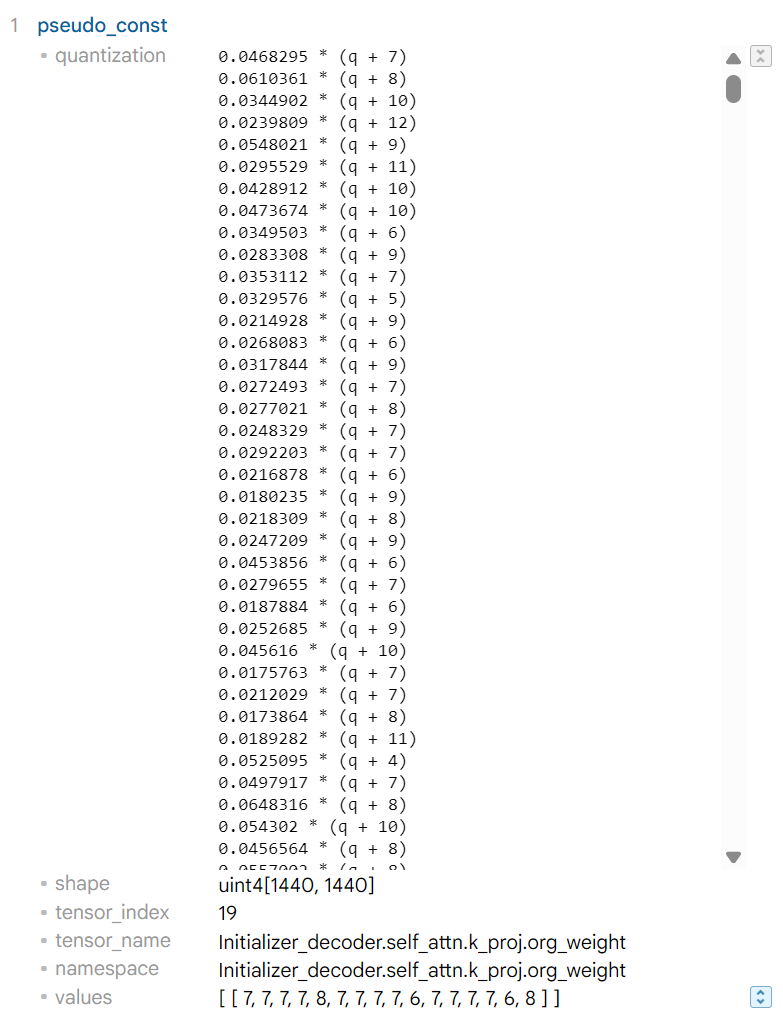 1 pseudo_const
• quantization 0.0468295 * (q + 7)
0.0610361 * (q + 8)
0.0344902 * (q + 10)
0.0239809 * (q + 12)
0.0548021 * (q + 9)
0.0295529 * (q + 11)
0.0428912 * (q + 10)
0.0473674 * (q + 10)
0.0349503 * (q + 6)
0.0283308 * (q + 9)
0.0353112 * (q + 7)
0.0329576 * (q + 5)
0.0214928 * (q + 9)
0.0268083 * (q + 6)
0.0317844 * (q + 9)
0.0272493 * (q + 7)
0.0277021 * (q + 8)
0.0248329 * (q + 7)
0.0292203 * (q + 7)
0.0216878 * (q + 6)
0.0180235 * (q + 9)
0.0218309 * (q + 8)
0.0247209 * (q + 9)
0.0453856 * (q + 6)
0.0279655 * (q + 7)
0.0187884 * (q + 6)
0.0252685 * (q + 9)
0.045616 * (q + 10)
0.0175763 * (q + 7)
0.0212029 * (q + 7)
0.0173864 * (q + 8)
0.0189282 * (q + 11)
0.0525095 * (q + 4)
0.0497917 * (q + 7)
0.0648316 * (q + 8)
0.054302 * (q + 10)
0.0456564 * (q + 8)
• shape uint4[1440, 1440]
• tensor_index 19
• tensor_name Initializer_decoder.self_attn.k_proj.org_weight
• namespace Initializer_decoder.self_attn.k_proj.org_weight
• values [ [ 7, 7, 7, 7, 8, 7, 7, 7, 7, 6, 7, 7, 7, 7, 6, 8 ] ]